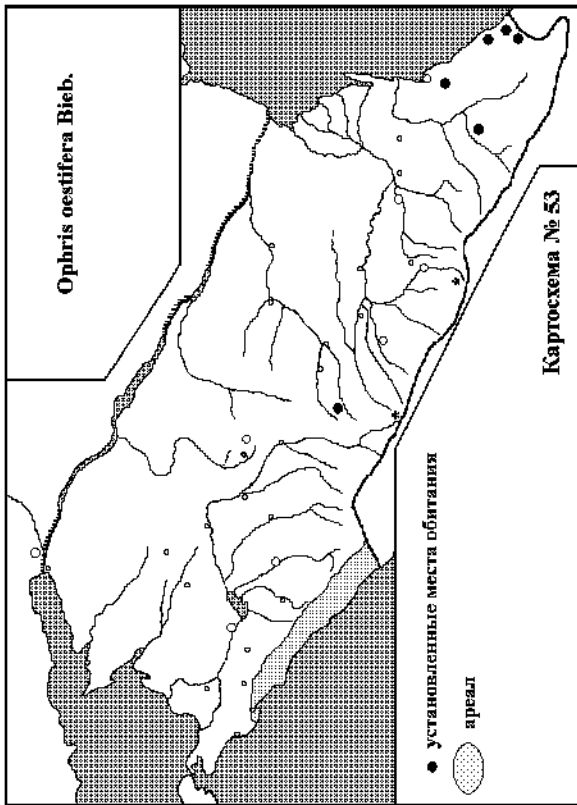 Ophris oestifera Bieb.
Картосхема № 53
установленные места обитания
ареал